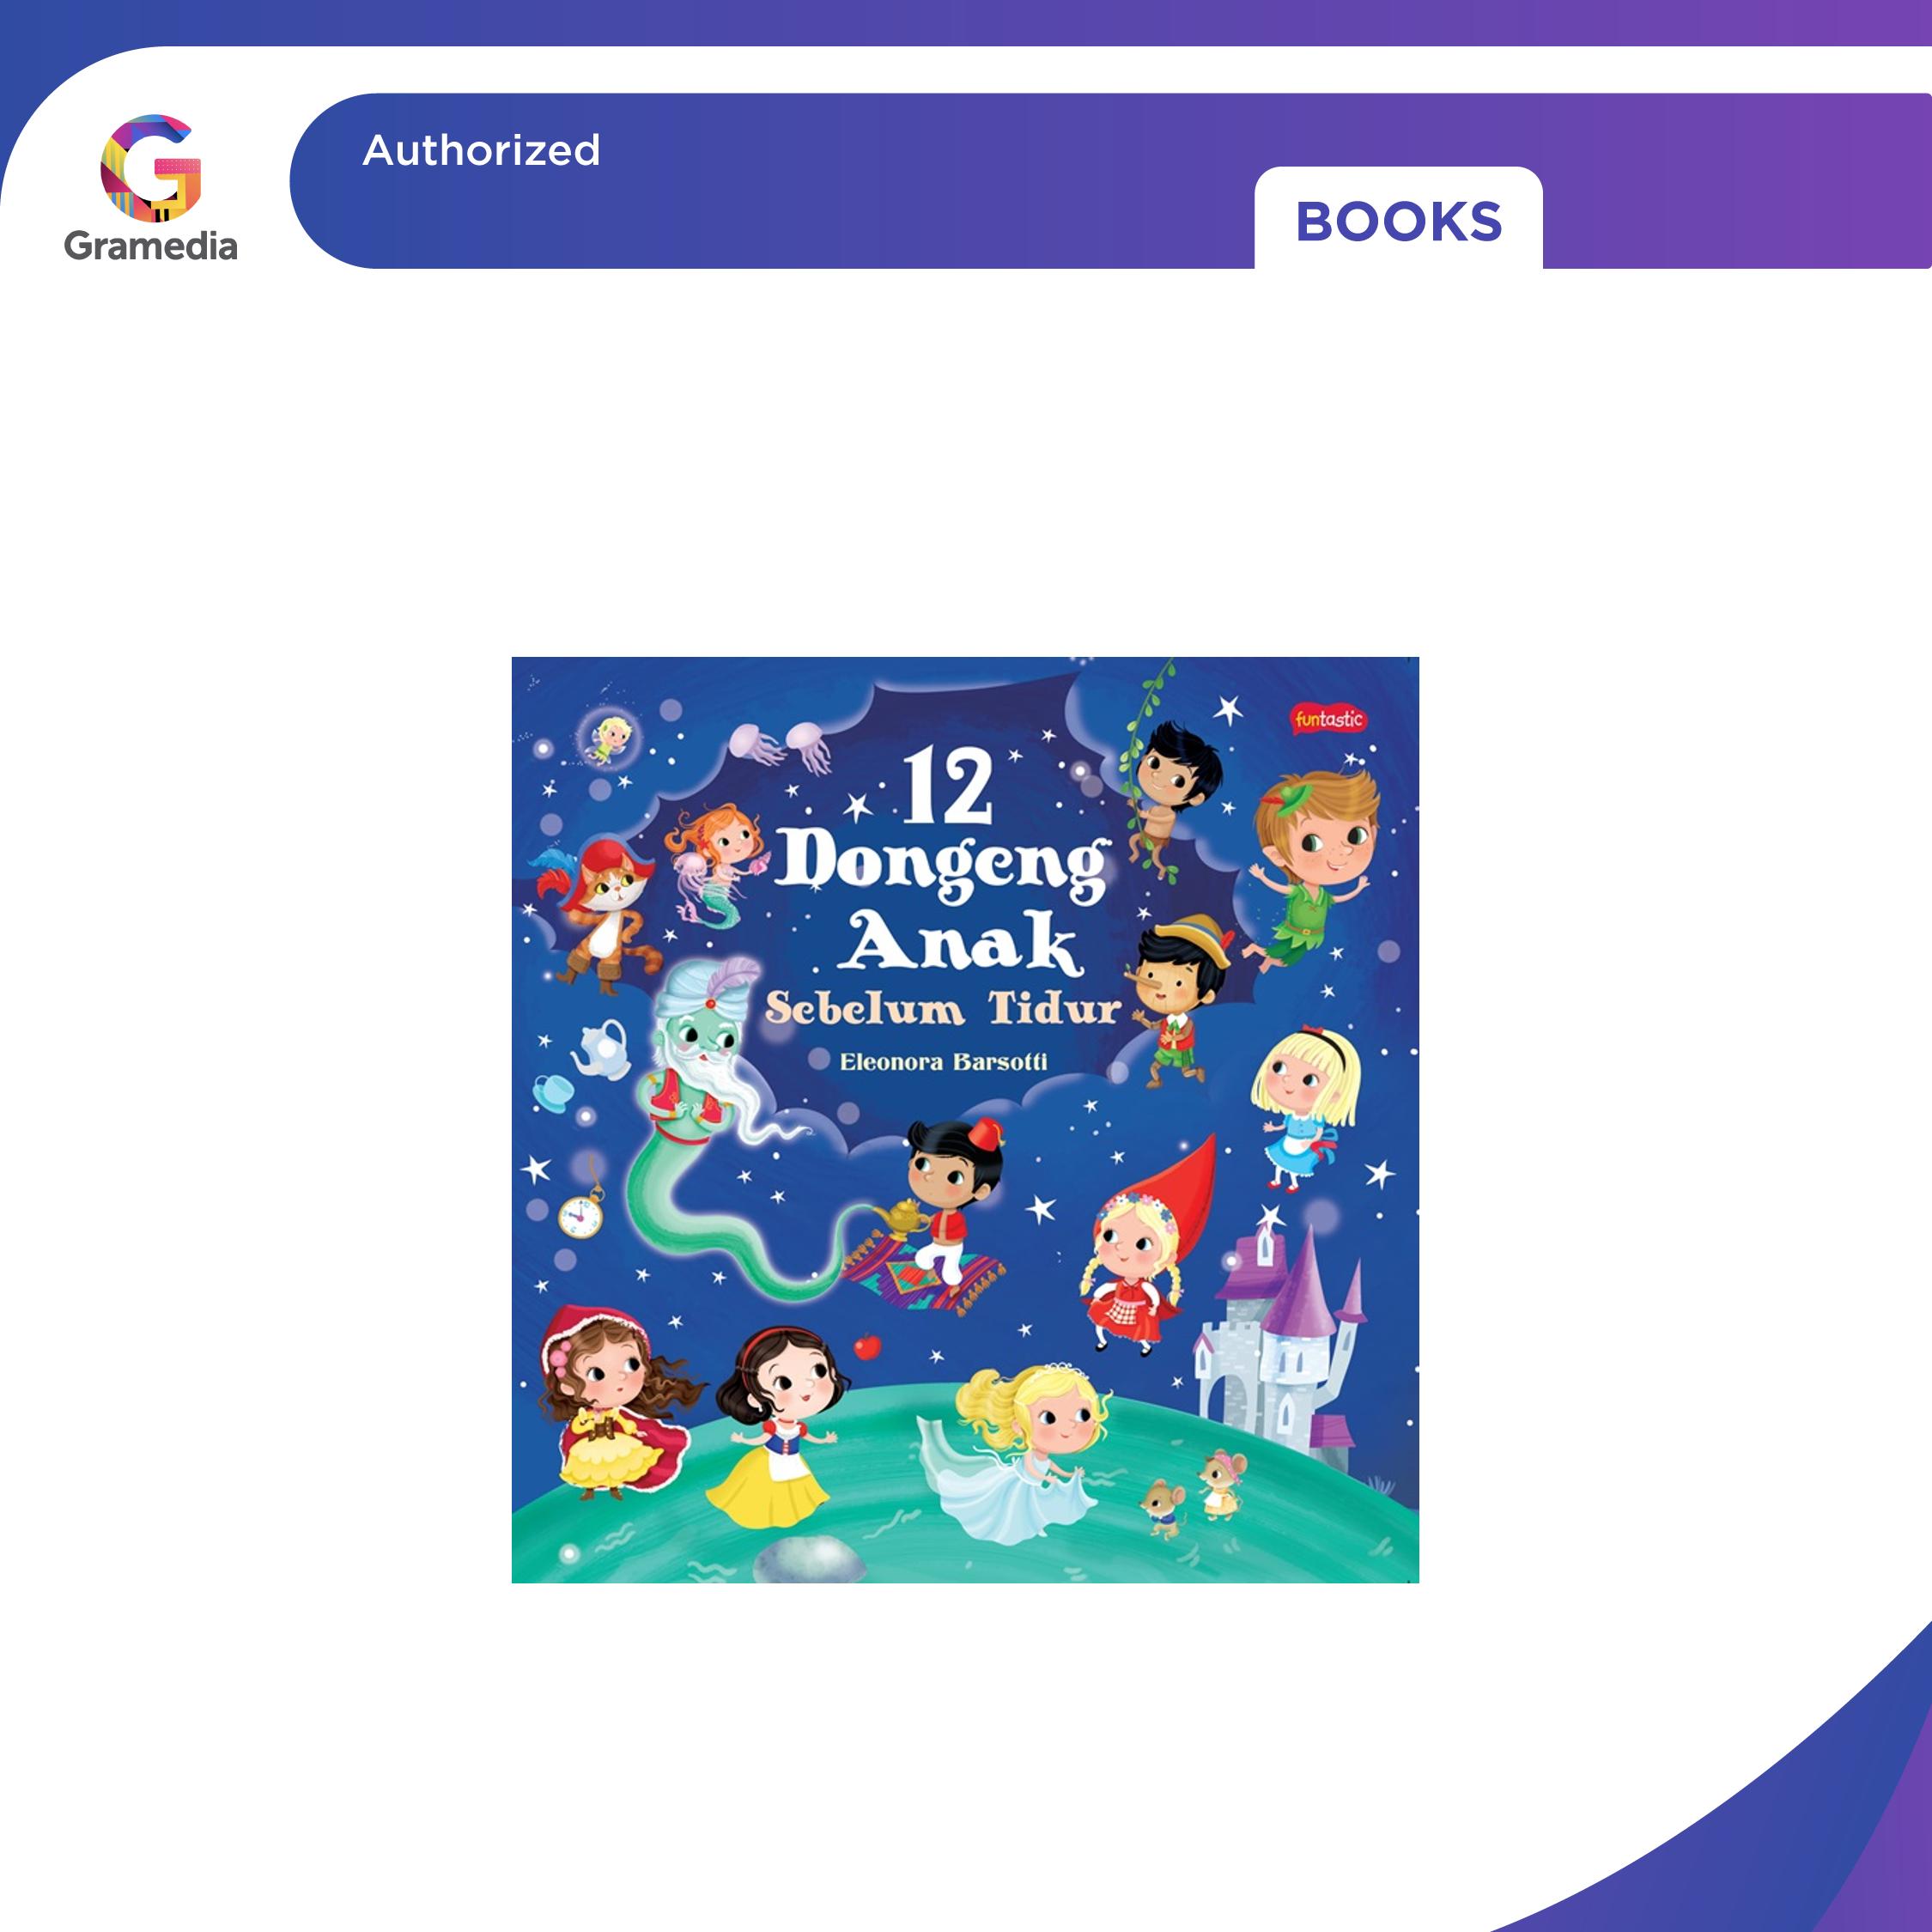 Authorized
Gramedia
BOOKS
funtastic
12
Dongeng
Anak
Sebelum Tidur
Eleonora Barsotti